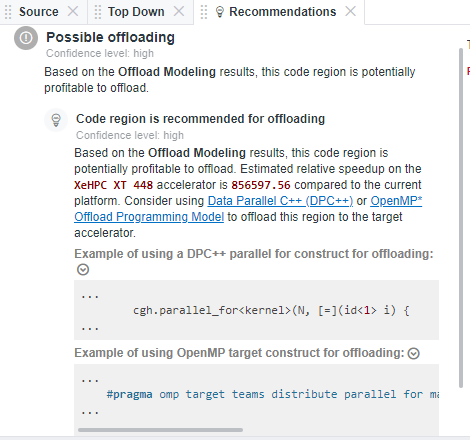 Source Top Down Recommendations
Possible offloading
Confidence level: high
Based on the Offload Modeling results, this code region is potentially
profitable to offload.
Code region is recommended for offloading
Confidence level: high
Based on the Offload Modeling results, this code region is
potentially profitable to offload. Estimated relative speedup on the
XeHPC XT 448 accelerator is 856597.56 compared to the current
platform. Consider using Data Parallel C++ (DPC++) or OpenMP*
Offload Programming Model to offload this region to the target
accelerator.
Example of using a DPC++ parallel for construct for offloading:
...
cgh.parallel_for<kernel>(N, [=](id<1> i) {
...
Example of using OpenMP target construct for offloading:
...
#pragma omp target teams distribute parallel for
...